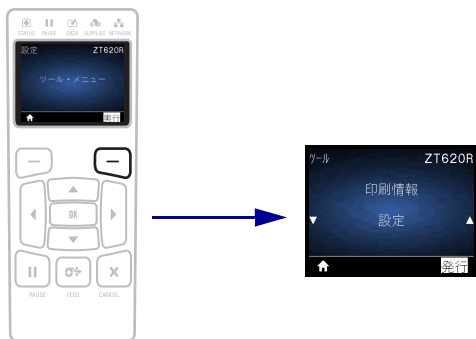 STATUS PAUSE DATA SUPPLIES NETWORK
設定 ZT620R
ツール・メニュー
実行
OK
PAUSE FEED CANCEL
ツール ZT620R
印刷情報
設定
発行